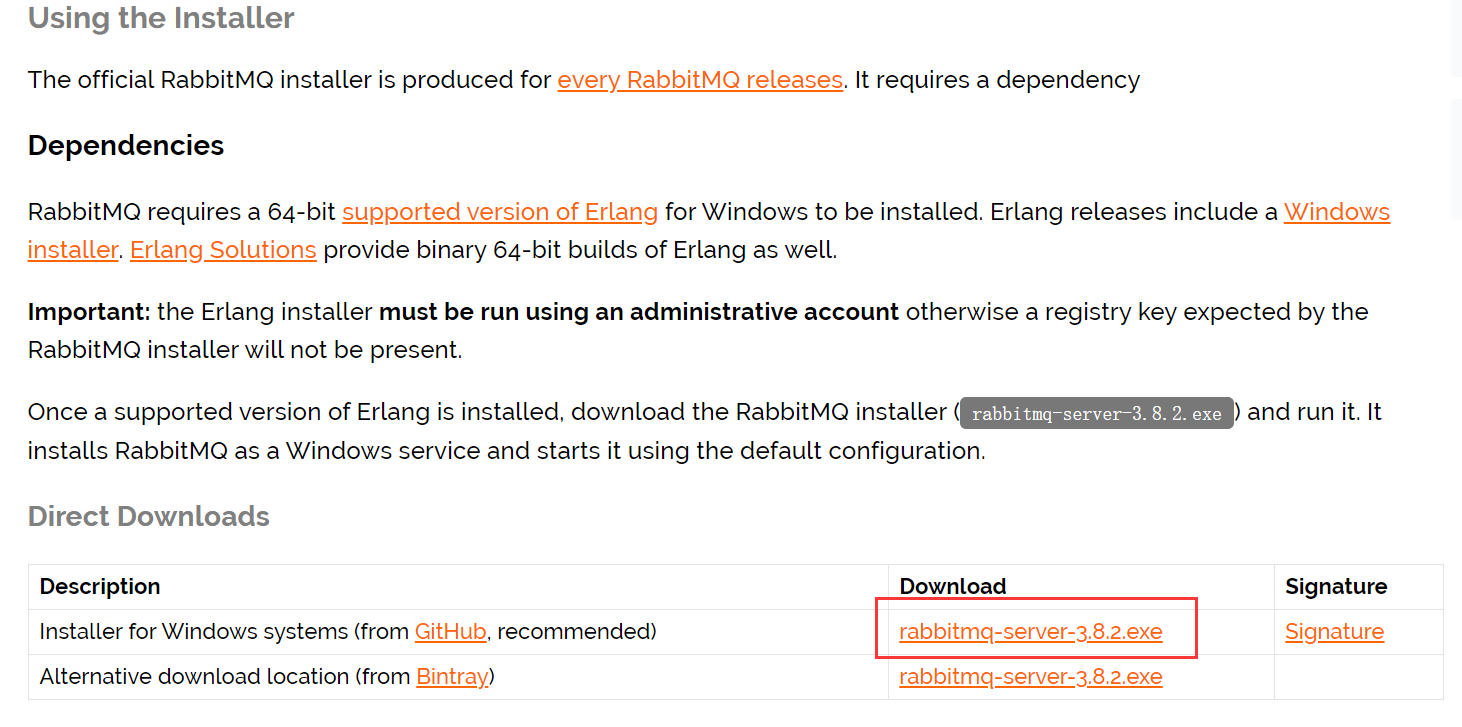 Using the Installer
The official RabbitMQ installer is produced for every RabbitMQ releases. It requires a dependency
Dependencies
RabbitMQ requires a 64-bit supported version of Erlang for Windows to be installed. Erlang releases include a Windows
installer. Erlang Solutions provide binary 64-bit builds of Erlang as well.
Important: the Erlang installer must be run using an administrative account otherwise a registry key expected by the
RabbitMQ installer will not be present.
Once a supported version of Erlang is installed, download the RabbitMQ installer (rabbitmq-server-3.8.2.exe) and run it. It
installs RabbitMQ as a Windows service and starts it using the default configuration.
Direct Downloads
Description Download Signature
Installer for Windows systems (from GitHub, recommended) rabbitmq-server-3.8.2.exe Signature
Alternative download location (from Bintray) rabbitmq-server-3.8.2.exe